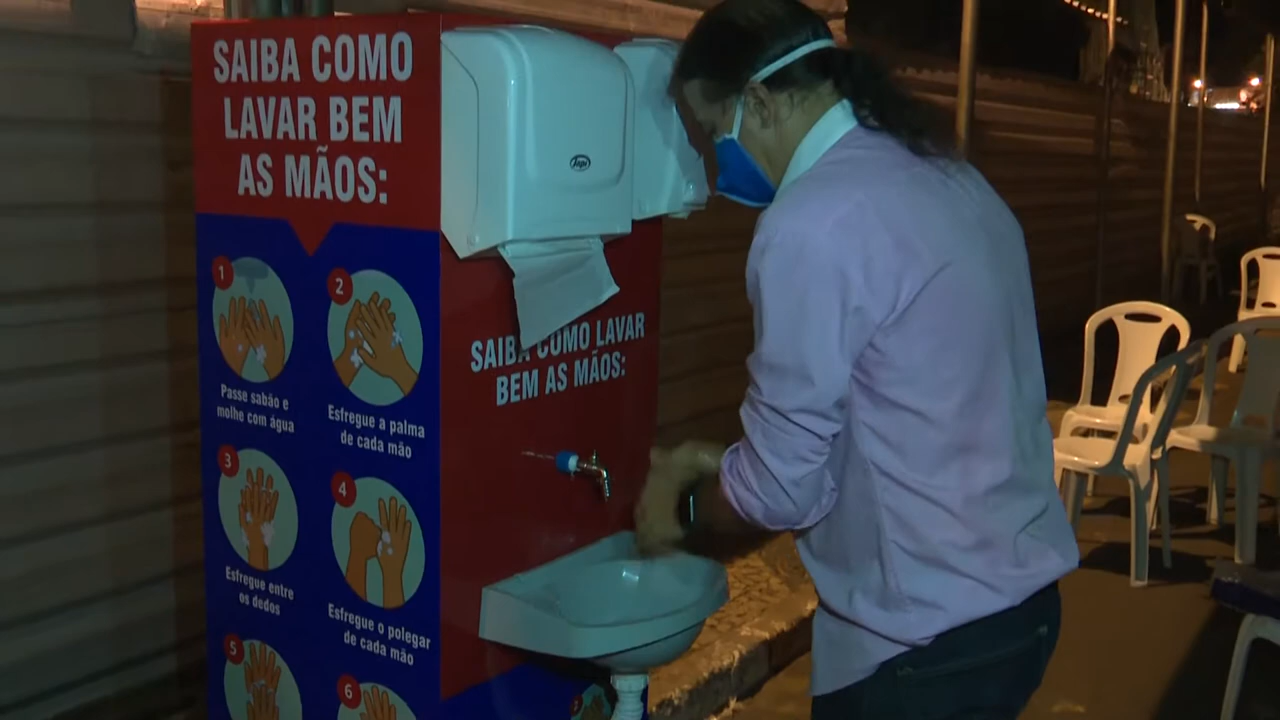 SAIBA COMO
LAVAR BEM
AS MÃOS:
1
2
Passe sabão e
molhe com água
Esfregue a palma
de cada mão
3
4
Esfregue entre
os dedos
Esfregue o polegar
de cada mão
5
6
SAIBA COMO LAVAR
BEM AS MÃOS: